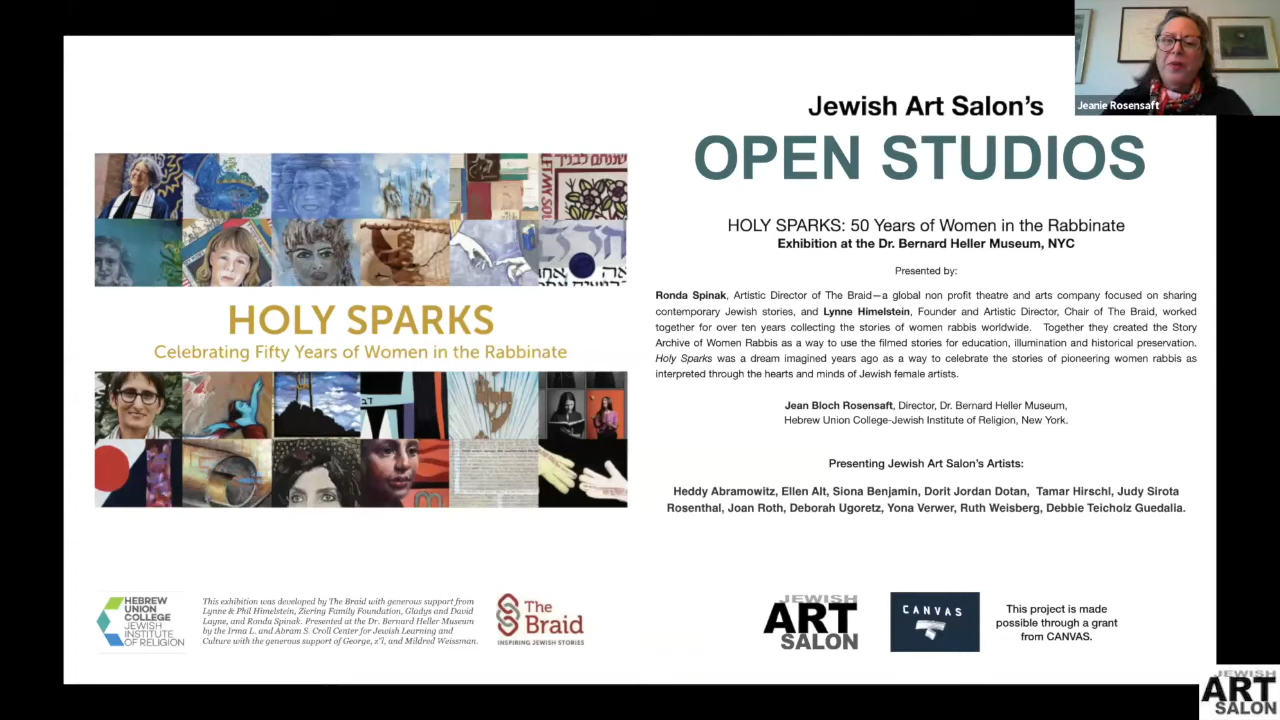 Jeanie Rosensaft
Jewish Art Salon's
OPEN STUDIOS
HOLY SPARKS: 50 Years of Women in the Rabbinate
Exhibition at the Dr. Bernard Heller Museum, NYC
Presented by:
Ronda Spinak, Artistic Director of The Braid—a global non profit theatre and arts company focused on sharing
contemporary Jewish stories, and Lynne Himelstein, Founder and Artistic Director, Chair of The Braid, worked
together for over ten years collecting the stories of women rabbis worldwide. Together they created the Story
Archive of Women Rabbis as a way to use the filmed stories for education, illumination and historical preservation.
Holy Sparks was a dream imagined years ago as a way to celebrate the stories of pioneering women rabbis as
interpreted through the hearts and minds of Jewish female artists.
Jean Bloch Rosensaft, Director, Dr. Bernard Heller Museum,
Hebrew Union College-Jewish Institute of Religion, New York.
Presenting Jewish Art Salon's Artists:
Heddy Abramowitz, Ellen Alt, Siona Benjamin, Dorit Jordan Dotan, Tamar Hirschl, Judy Sirota
Rosenthal, Joan Roth, Deborah Ugoretz, Yona Verwer, Ruth Weisberg, Debbie Teicholz Guedalia.
HOLY SPARKS
Celebrating Fifty Years of Women in the Rabbinate
HEBREW
UNION
COLLEGE
JEWISH
INSTITUTE
OF RELIGION
This exhibition was developed by The Braid with generous support from
Lynne & Phil Himelstein, Ziering Family Foundation, Gladys and David
Layne, and Ronda Spinak. Presented at the Dr. Bernard Heller Museum
by the Irma L. and Abram S. Croll Center for Jewish Learning and
Culture with the generous support of George, z"l, and Mildred Weissman.
The
Braid
INSPIRING JEWISH STORIES
JEWISH
ART
SALON
CANVAS
This project is made
possible through a grant
from CANVAS.
JEWISH
ART
SALON